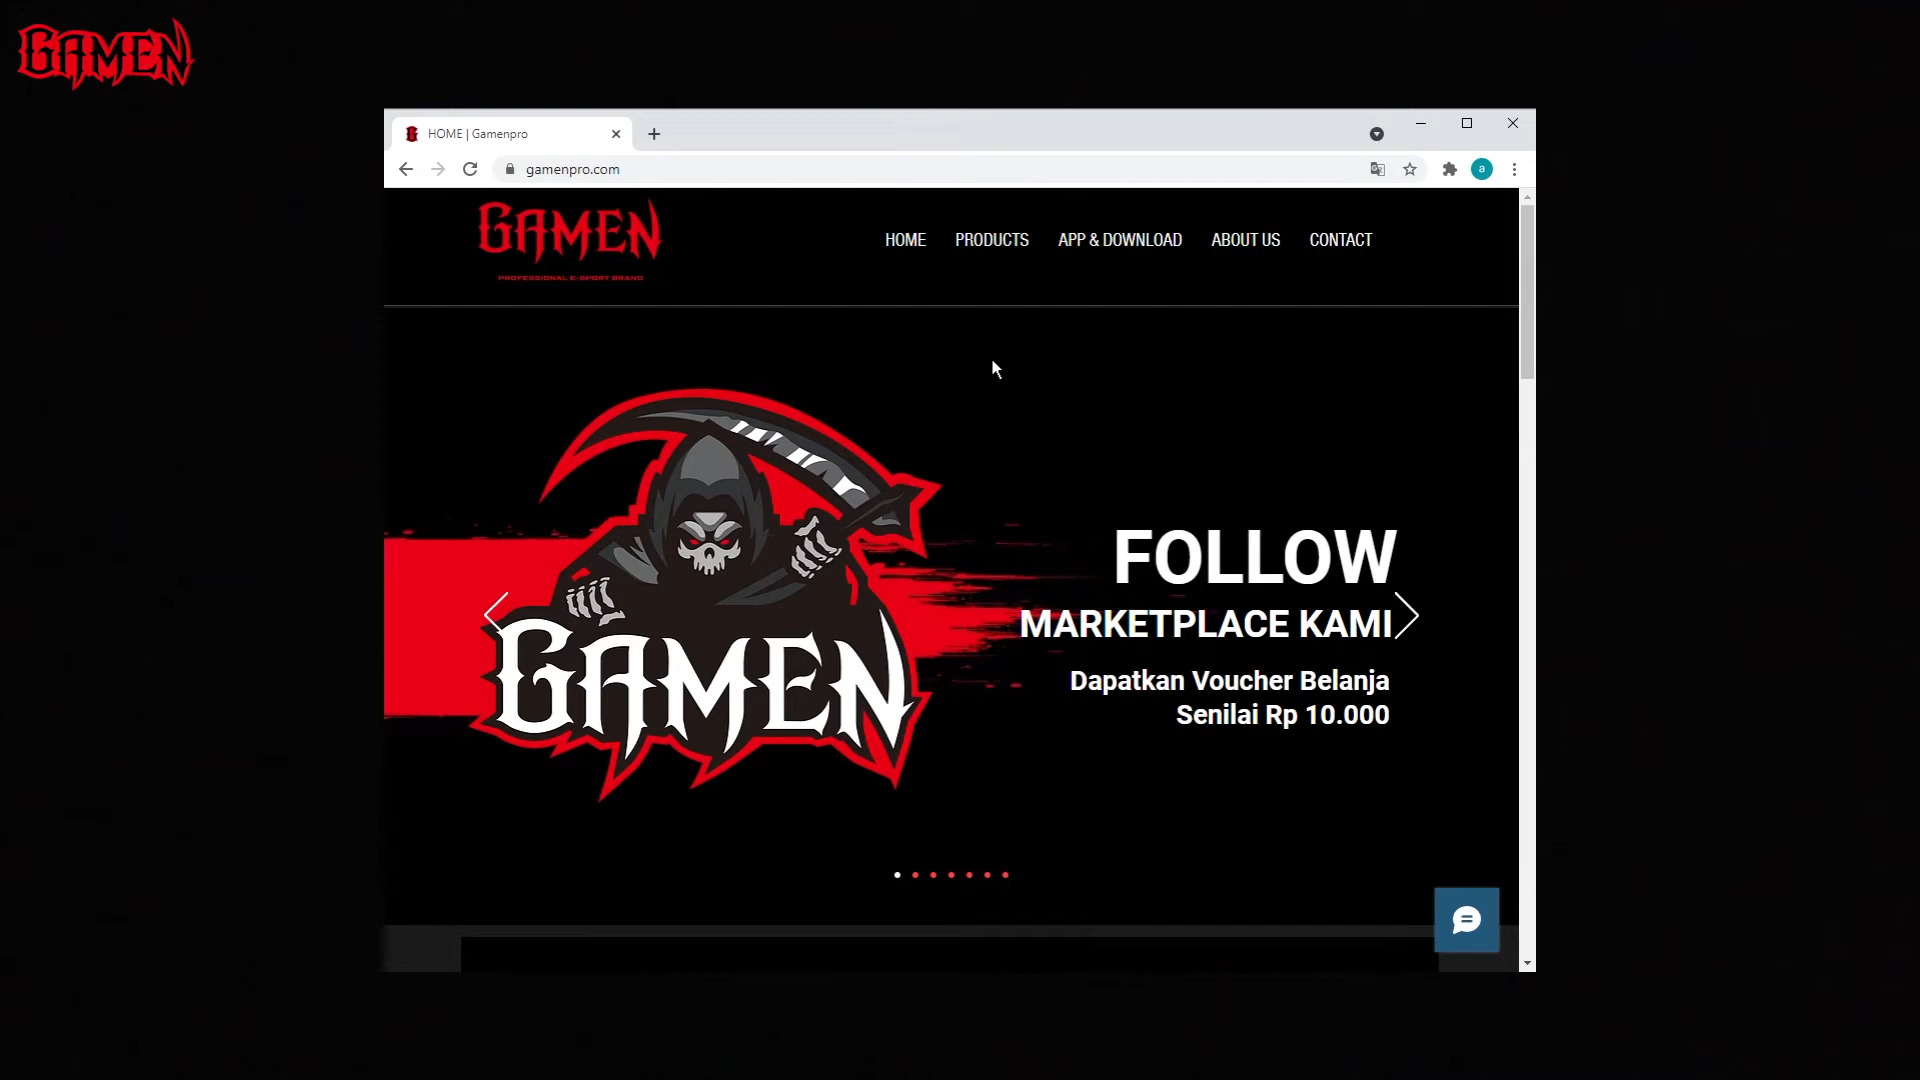 GAMEN
HOME | Gamenpro
gamenpro.com
a
GAMEN
PROFESSIONAL E-SPORT BRAND
HOME PRODUCTS APP & DOWNLOAD ABOUT US CONTACT
FOLLOW
MARKETPLACE KAMI
Dapatkan Voucher Belanja
Senilai Rp 10.000
GAMEN